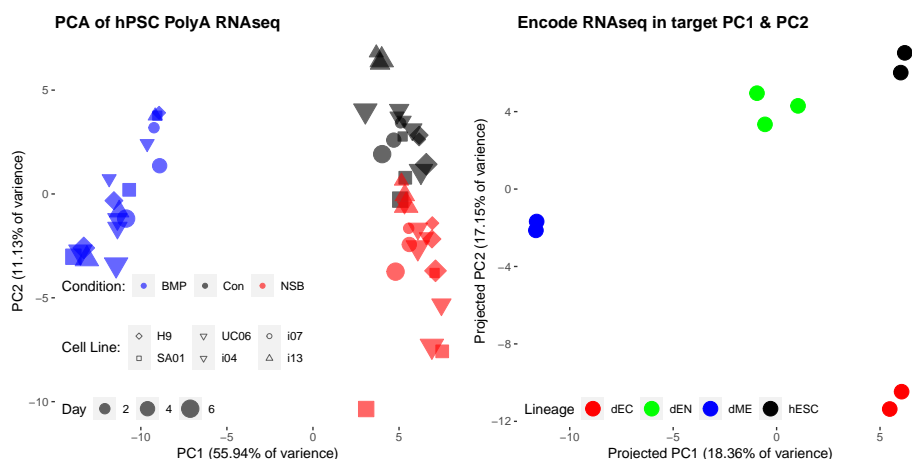 PCA of hPSC PolyA RNAseq
PC2 (11.13% of varience)
5
0
−5
−10
Condition: BMP Con NSB
Cell Line: H9 UC06 i07
SA01 i04 i13
Day 2 4 6
−10 −5 0 5
PC1 (55.94% of varience)
Encode RNAseq in target PC1 & PC2
Projected PC2 (17.15% of varience)
4
0
−4
−8
−12
Lineage dEC dEN dME hESC
−10 −5 0 5
Projected PC1 (18.36% of varience)